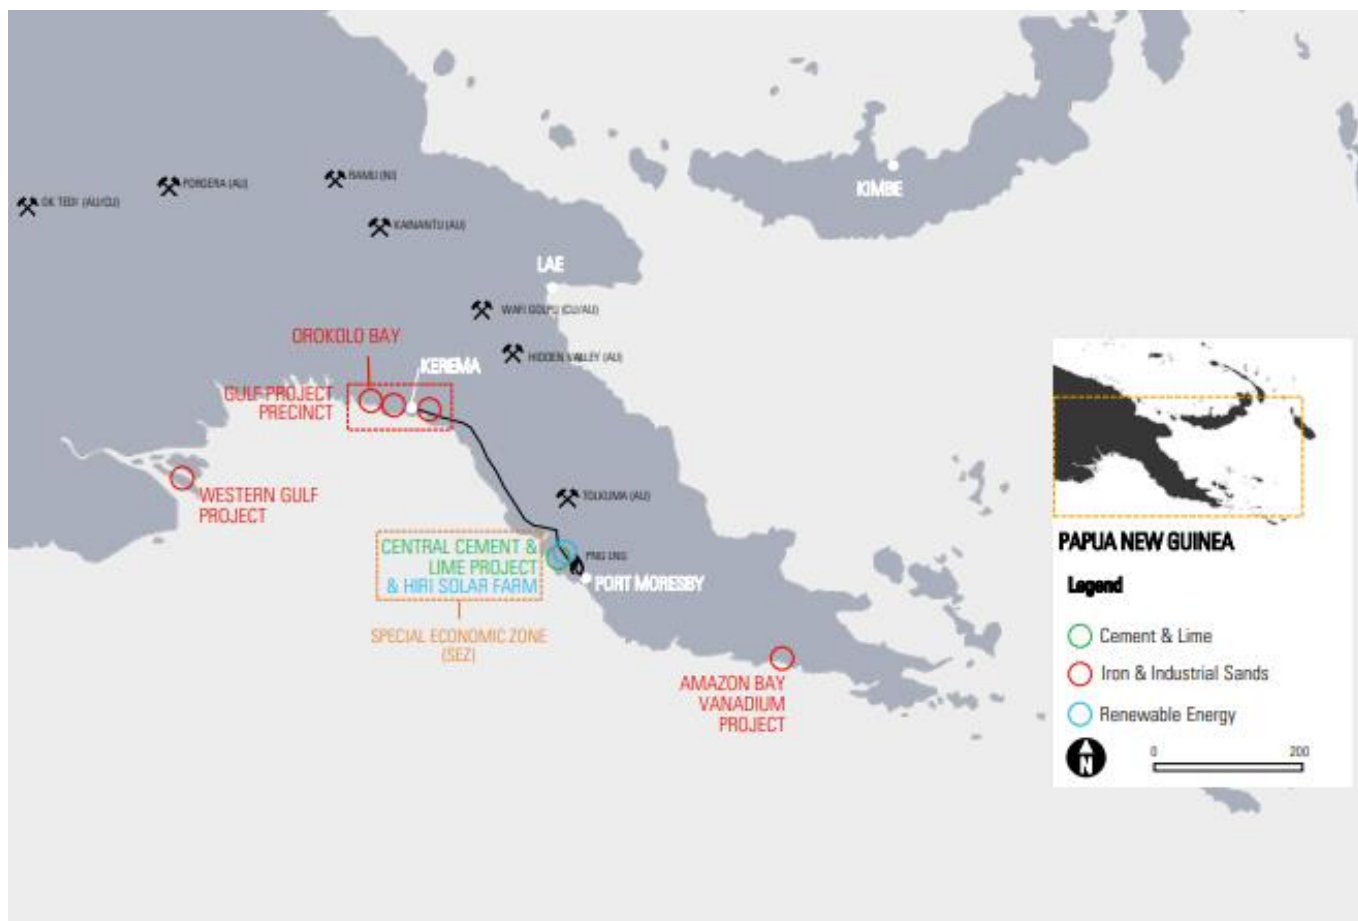 KIMBE
PORGERA (AU)
RAMU (NI)
OK TEDI (AU/CU)
KAINANTU (AU)
LAE
WAFI GOLPU (CU/AU)
OROKOLO BAY
KEREMA
HIDDEN VALLEY (AU)
GULF PROJECT
PRECINCT
WESTERN GULF
PROJECT
TOLKUMA (AU)
CENTRAL CEMENT &
LIME PROJECT
& HIRI SOLAR FARM
PNG LNG
PORT MORESBY
SPECIAL ECONOMIC ZONE
(SEZ)
AMAZON BAY
VANADIUM
PROJECT
PAPUA NEW GUINEA
Legend
Cement & Lime
Iron & Industrial Sands
Renewable Energy
N
0 200